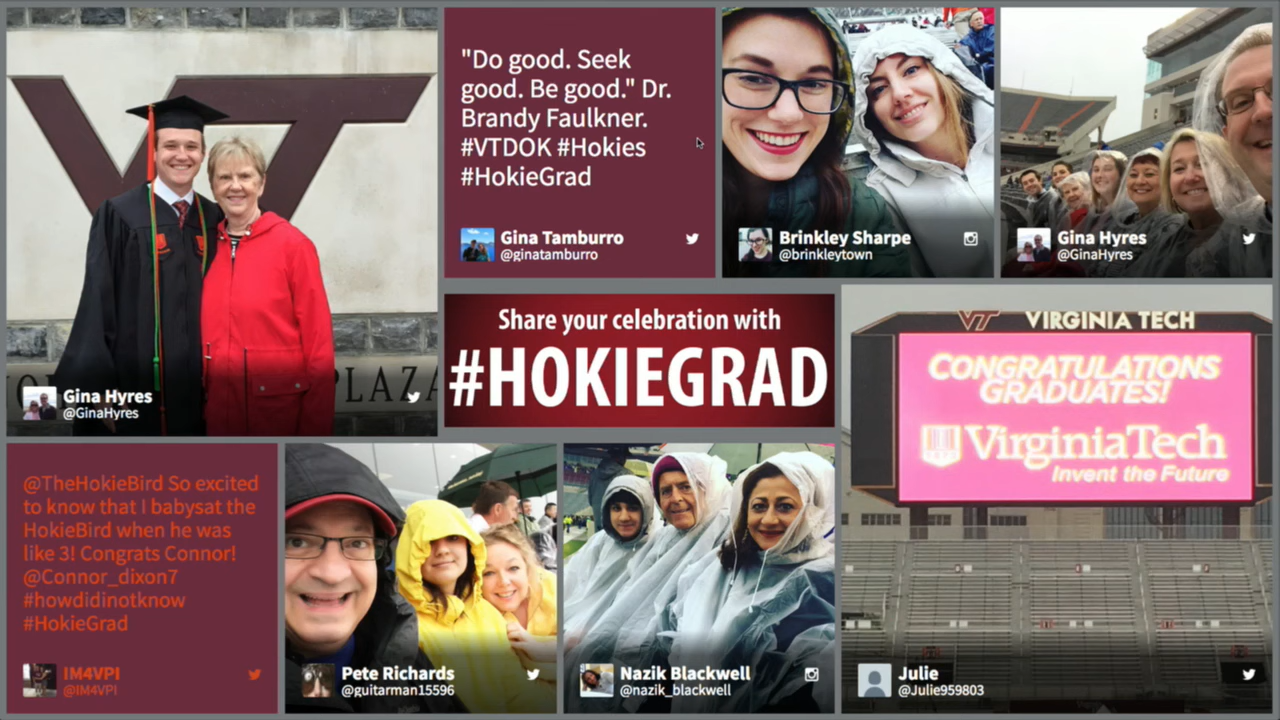 VT
PLAZA
Gina Hyres
@GinaHyres
"Do good. Seek
good. Be good." Dr.
Brandy Faulkner.
#VTDOK #Hokies
#HokieGrad
Gina Tamburro
@ginatamburro
Brinkley Sharpe
@brinkleytown
Gina Hyres
@GinaHyres
Share your celebration with
#HOKIEGRAD
VT VIRGINIA TECH
CONGRATULATIONS
GRADUATES!
VirginiaTech
Invent the Future
@TheHokieBird So excited
to know that I babysat the
HokieBird when he was
like 3! Congrats Connor!
@Connor_dixon7
#howdidinotknow
#HokieGrad
IM4VPI
@IM4VPI
Pete Richards
@guitarman15596
Nazik Blackwell
@nazik_blackwell
Julie
@Julie959803